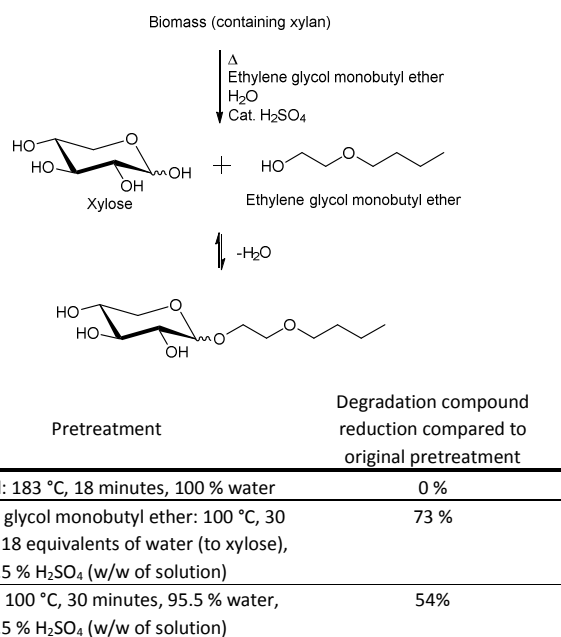 Biomass (containing xylan)
Δ
Ethylene glycol monobutyl ether
H₂O
Cat. H₂SO₄
HO
O
HO
OH
OH
Xylose
+
HO
O
Ethylene glycol monobutyl ether
-H₂O
HO
O
HO
OH
O
O
Degradation compound
Pretreatment
reduction compared to
original pretreatment
: 183 °C, 18 minutes, 100 % water
0 %
glycol monobutyl ether: 100 °C, 30
73 %
18 equivalents of water (to xylose),
5 % H₂SO₄ (w/w of solution)
100 °C, 30 minutes, 95.5 % water,
54%
5 % H₂SO₄ (w/w of solution)